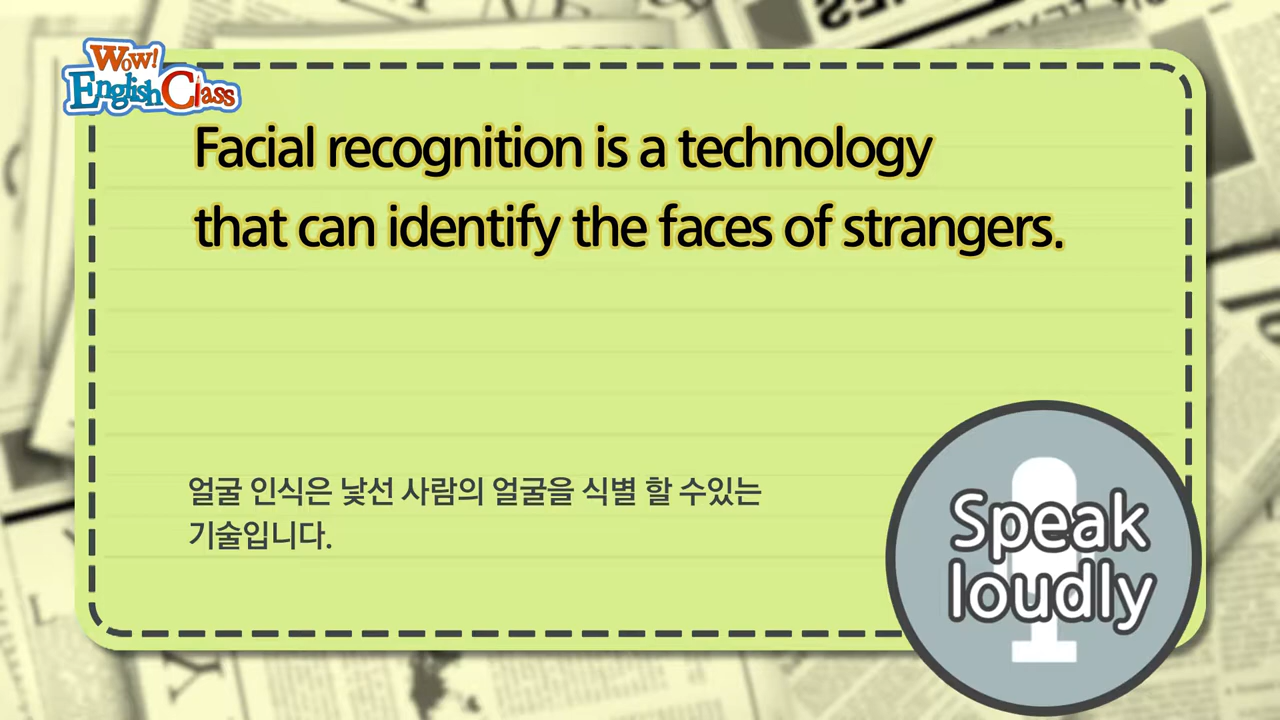 Wow!
English Class
Facial recognition is a technology
that can identify the faces of strangers.
얼굴 인식은 낯선 사람의 얼굴을 식별 할 수있는
기술입니다.
Speak
loudly